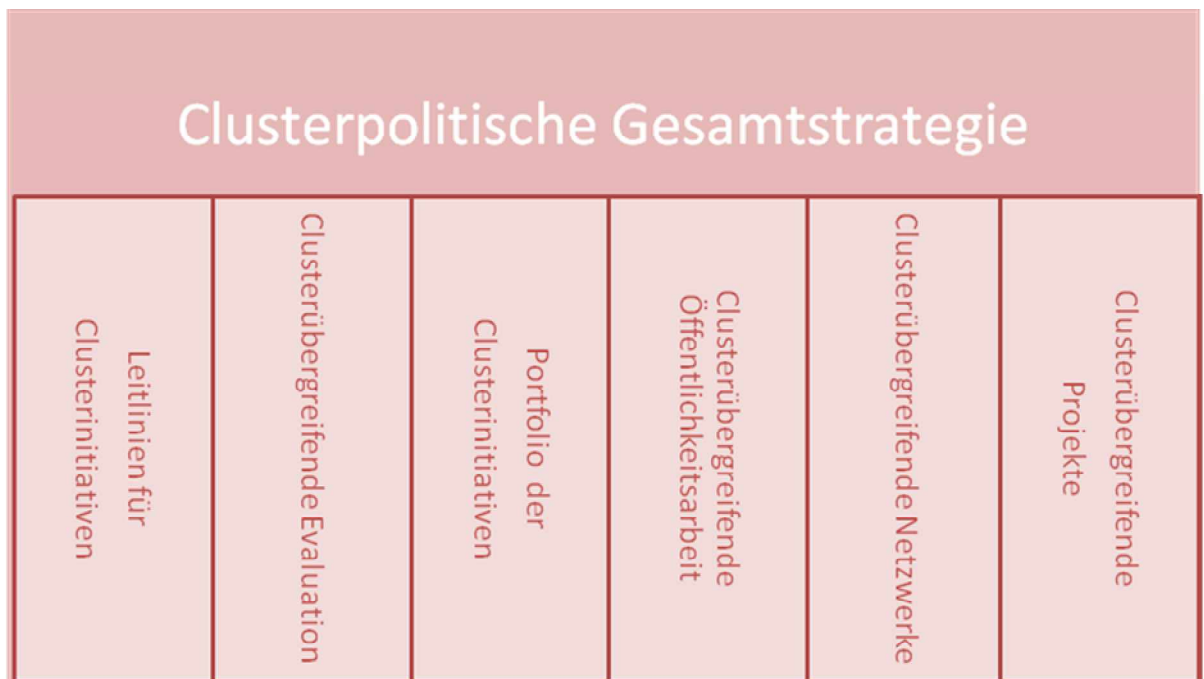 Clusterpolitische Gesamtstrategie
Leitlinien für
Clusterinitiativen
Clusterübergreifende Evaluation
Portfolio der
Clusterinitiativen
Clusterübergreifende
Öffentlichkeitsarbeit
Clusterübergreifende Netzwerke
Clusterübergreifende
Projekte